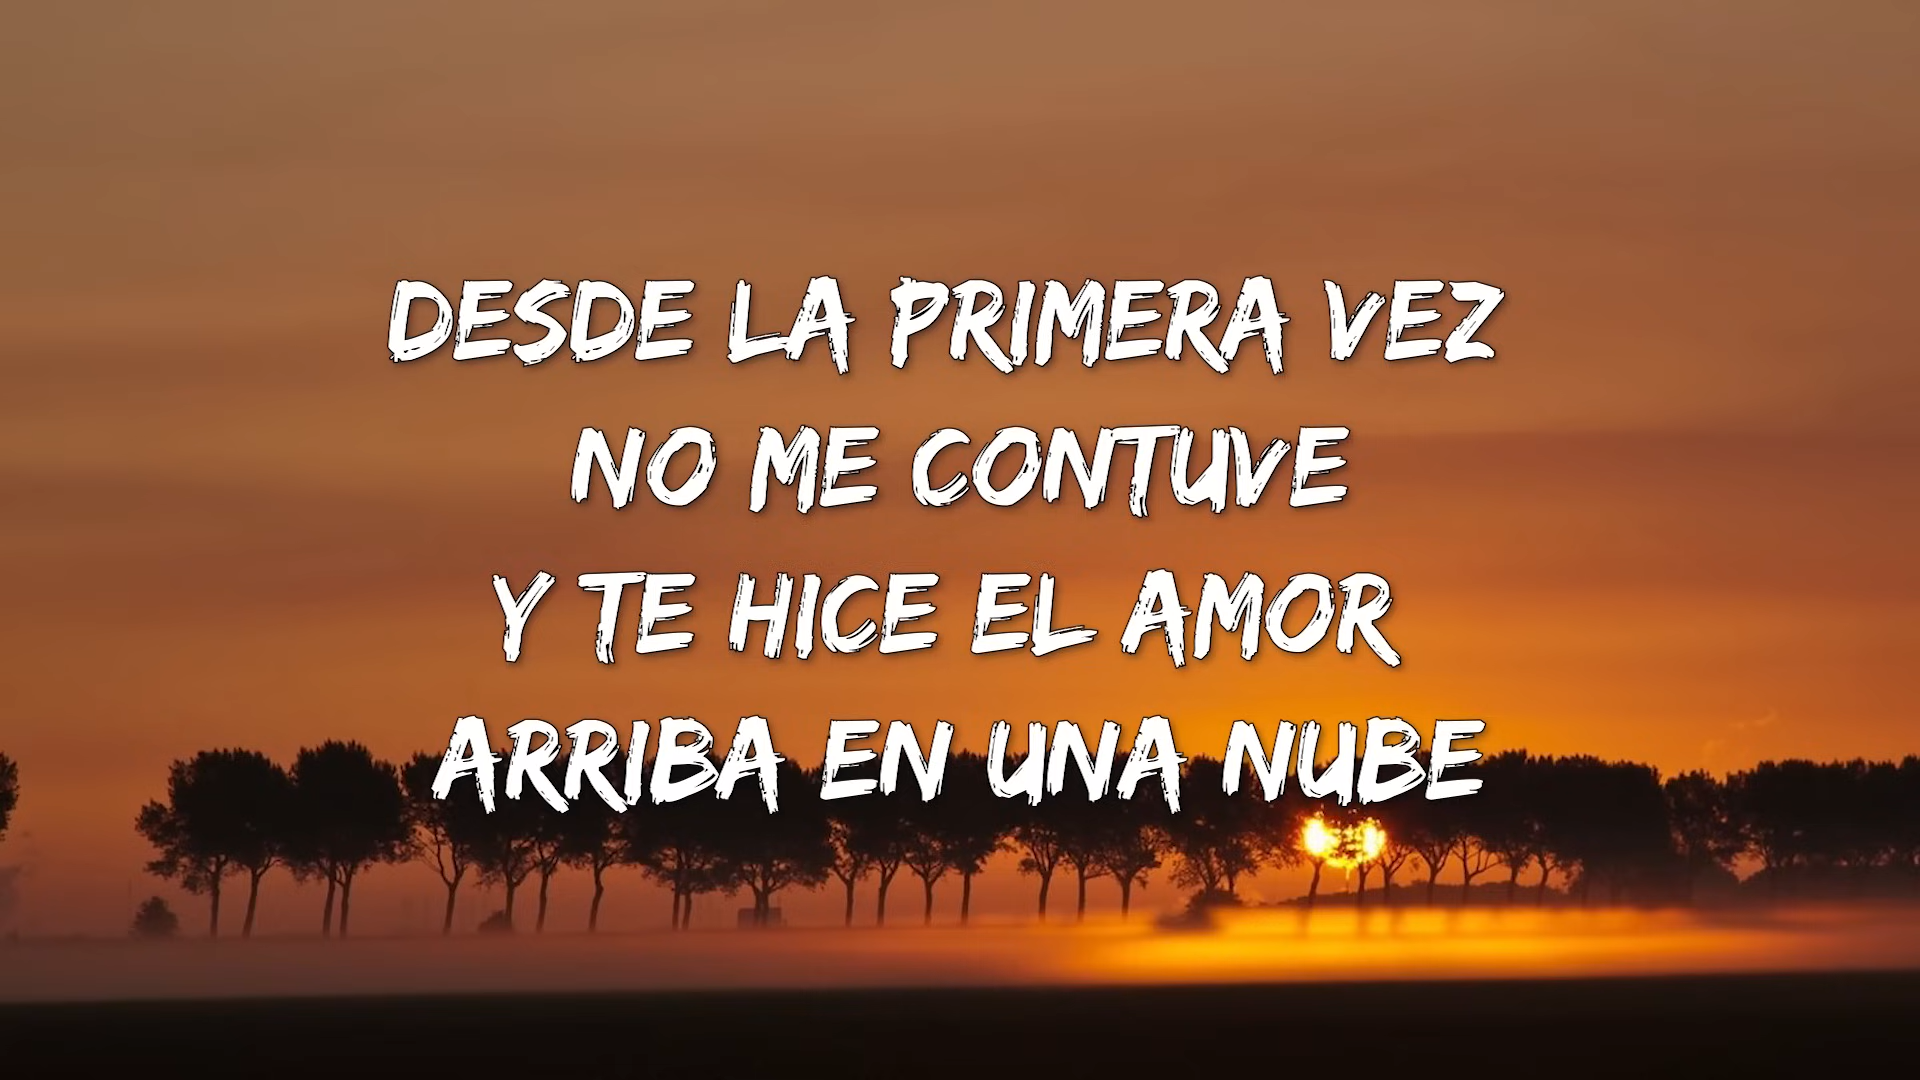 DESDE LA PRIMERA VEZ
NO ME CONTUVE
Y TE HICE EL AMOR
ARRIBA EN UNA NUBE